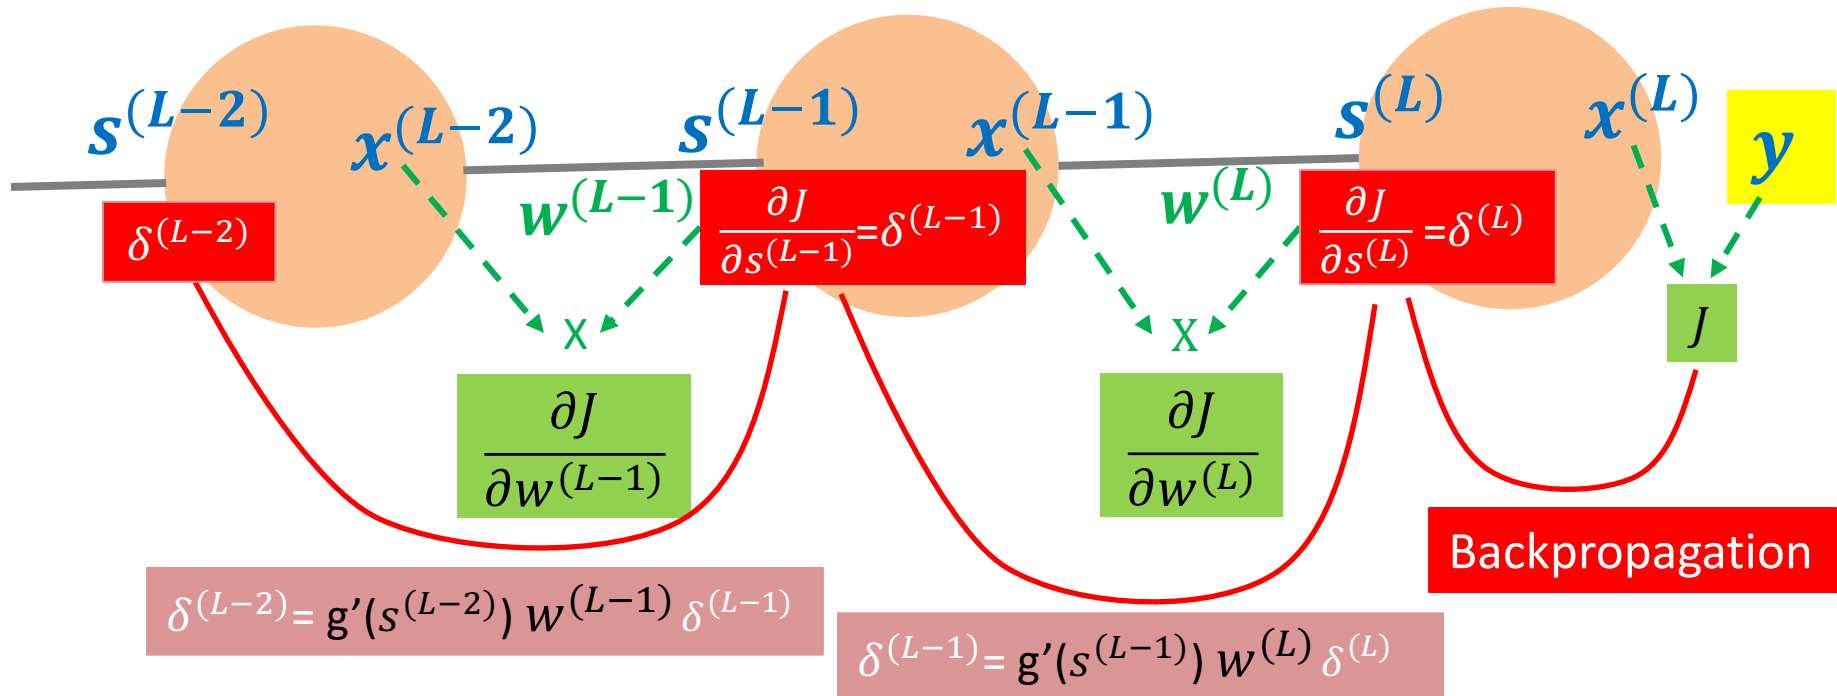 s^(L−2)
x^(L−2)
s^(L−1)
x^(L−1)
s^(L)
x^(L)
y
w^(L−1)
w^(L)
δ^(L−2)
∂J/∂s^(L−1) =δ^(L−1)
∂J/∂s^(L) =δ^(L)
X
X
J
∂J/∂w^(L−1)
∂J/∂w^(L)
Backpropagation
δ^(L−2)= g’(s^(L−2)) w^(L−1) δ^(L−1)
δ^(L−1)= g’(s^(L−1)) w^(L) δ^(L)